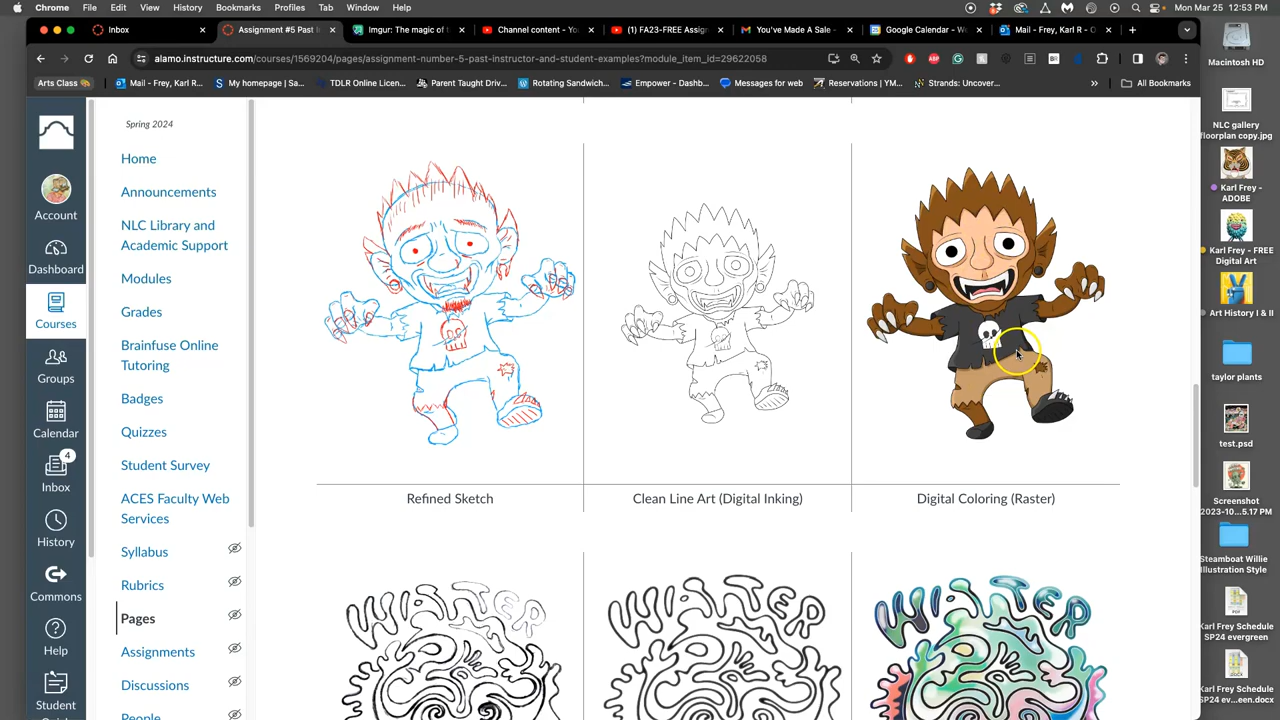 Chrome File Edit View History Bookmarks Profiles Tab Window Help
Mon Mar 25 12:53 PM
Inbox
Assignment #5 Past I
Imgur: The magic of t
Channel content - Yo
(1) FA23-FREE Assign
You've Made A Sale -
Google Calendar - We
Mail - Frey, Karl R - O
alamo.instructure.com/courses/1569204/pages/assignment-number-5-past-instructor-and-student-examples?module_item_id=29622058
Arts Class
Mail - Frey, Karl R...
My homepage | Sa...
TDLR Online Licen...
Parent Taught Driv...
Rotating Sandwich...
Empower - Dashb...
Messages for web
Reservations | YM...
Strands: Uncover...
»
All Bookmarks
Account
Dashboard
Courses
Groups
Calendar
4
Inbox
History
Commons
Help
Student
Spring 2024
Home
Announcements
NLC Library and
Academic Support
Modules
Grades
Brainfuse Online
Tutoring
Badges
Quizzes
Student Survey
ACES Faculty Web
Services
Syllabus
Rubrics
Pages
Assignments
Discussions
People
Refined Sketch
Clean Line Art (Digital Inking)
Digital Coloring (Raster)
Macintosh HD
NLC gallery
floorplan copy.jpg
Karl Frey -
ADOBE
Karl Frey - FREE
Digital Art
Art History I & II
taylor plants
test.psd
Screenshot
2023-10...5.17 PM
Steamboat Willie
Illustration Style
Karl Frey Schedule
SP24 evergreen
Karl Frey Schedule
SP24 ev...een.docx